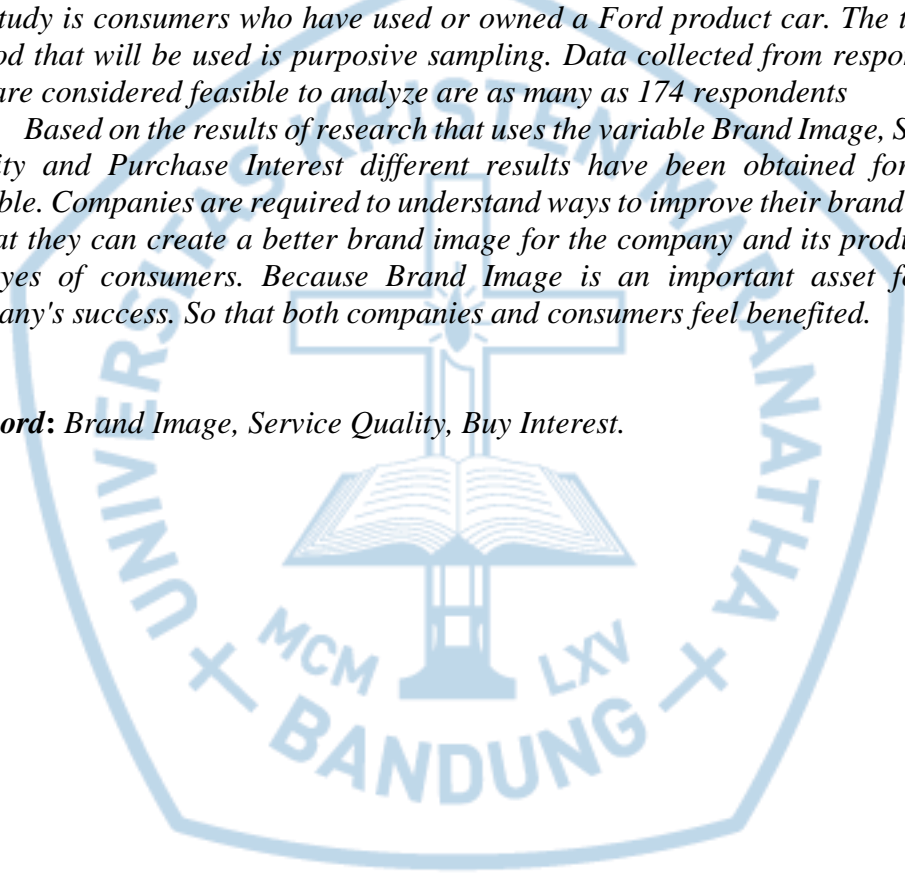 tudy is consumers who have used or owned a Ford product car. The t
od that will be used is purposive sampling. Data collected from respon
are considered feasible to analyze are as many as 174 respondents
Based on the results of research that uses the variable Brand Image, S
ity and Purchase Interest different results have been obtained for
ble. Companies are required to understand ways to improve their brand
at they can create a better brand image for the company and its produ
yes of consumers. Because Brand Image is an important asset fo
any's success. So that both companies and consumers feel benefited.
ord: Brand Image, Service Quality, Buy Interest.
UNIVERSITAS KRISTEN MARANATHA
MCM LXV
BANDUNG